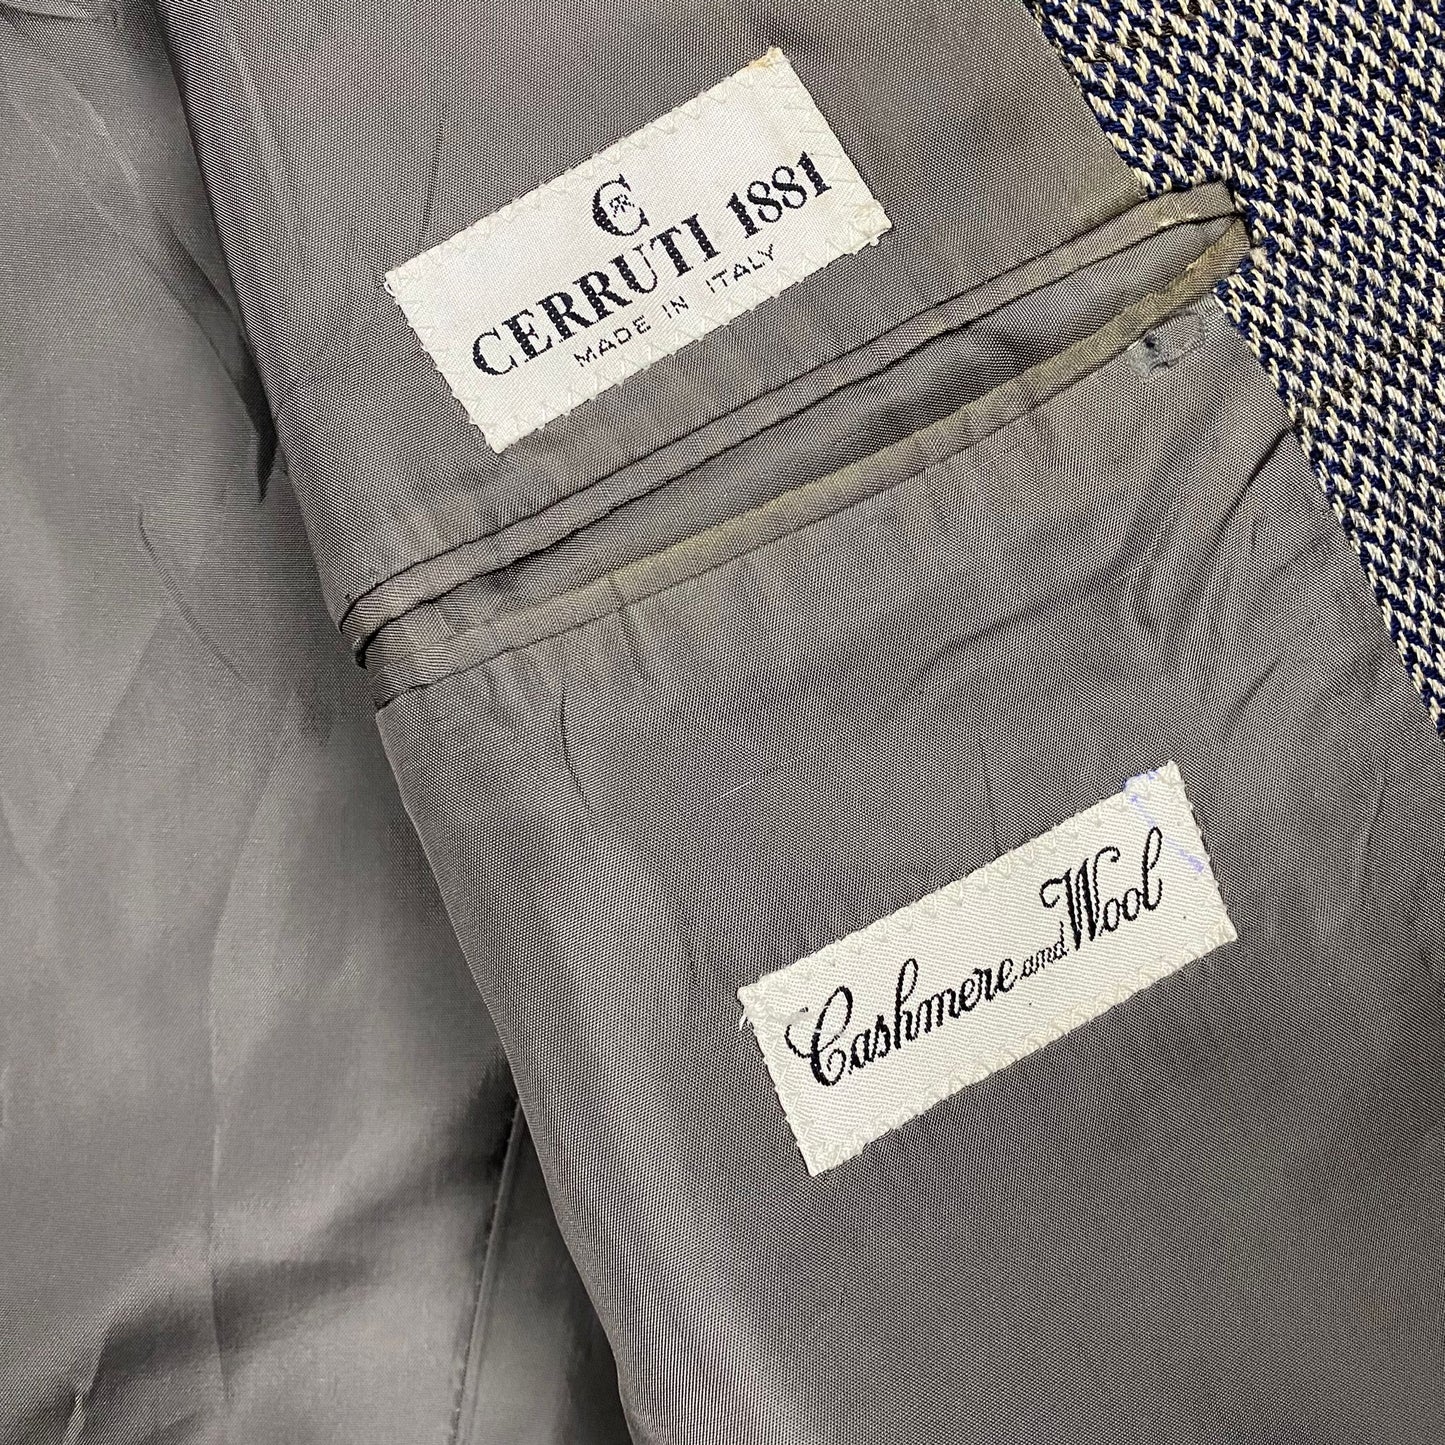 C
CERRUTI 1881
MADE IN ITALY
Cashmere and Wool